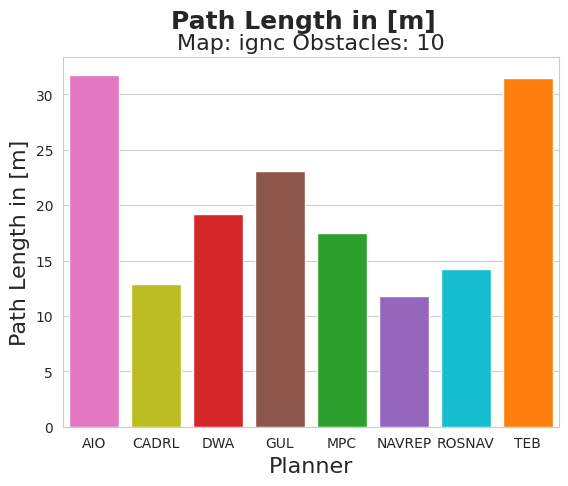 Path Length in [m]
Map: ignc Obstacles: 10
Path Length in [m]
30
25
20
15
10
5
0
AIO CADRL DWA GUL MPC NAVREP ROSNAV TEB
Planner